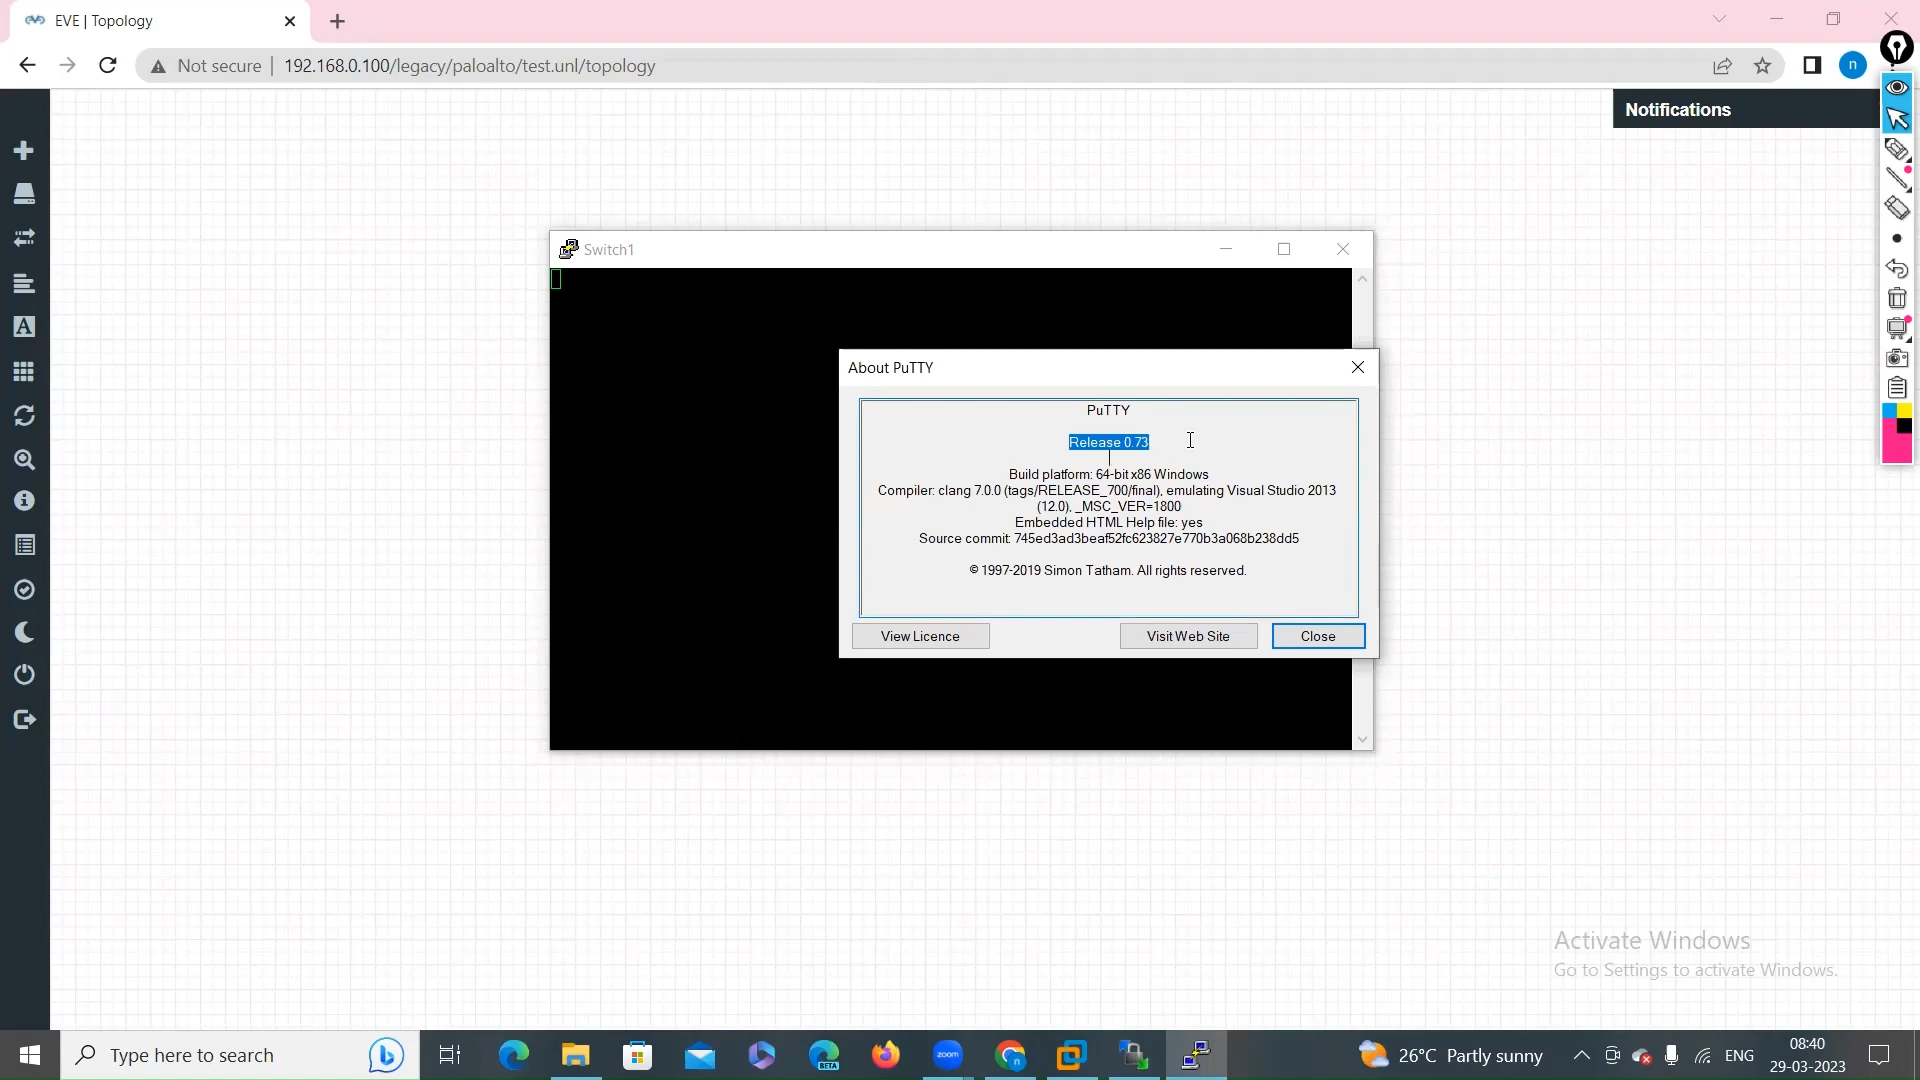 EVE | Topology
Not secure
192.168.0.100/legacy/paloalto/test.unl/topology
n
Notifications
A
Switch1
About PuTTY
PuTTY
Release 0.73
Build platform: 64-bit x86 Windows
Compiler: clang 7.0.0 (tags/RELEASE_700/final), emulating Visual Studio 2013
(12.0), _MSC_VER=1800
Embedded HTML Help file: yes
Source commit: 745ed3ad3beaf52fc623827e770b3a068b238dd5
© 1997-2019 Simon Tatham. All rights reserved.
View Licence
Visit Web Site
Close
Activate Windows
Go to Settings to activate Windows.
Type here to search
BETA
zoom
n
26°C Partly sunny
ENG
08:40
29-03-2023